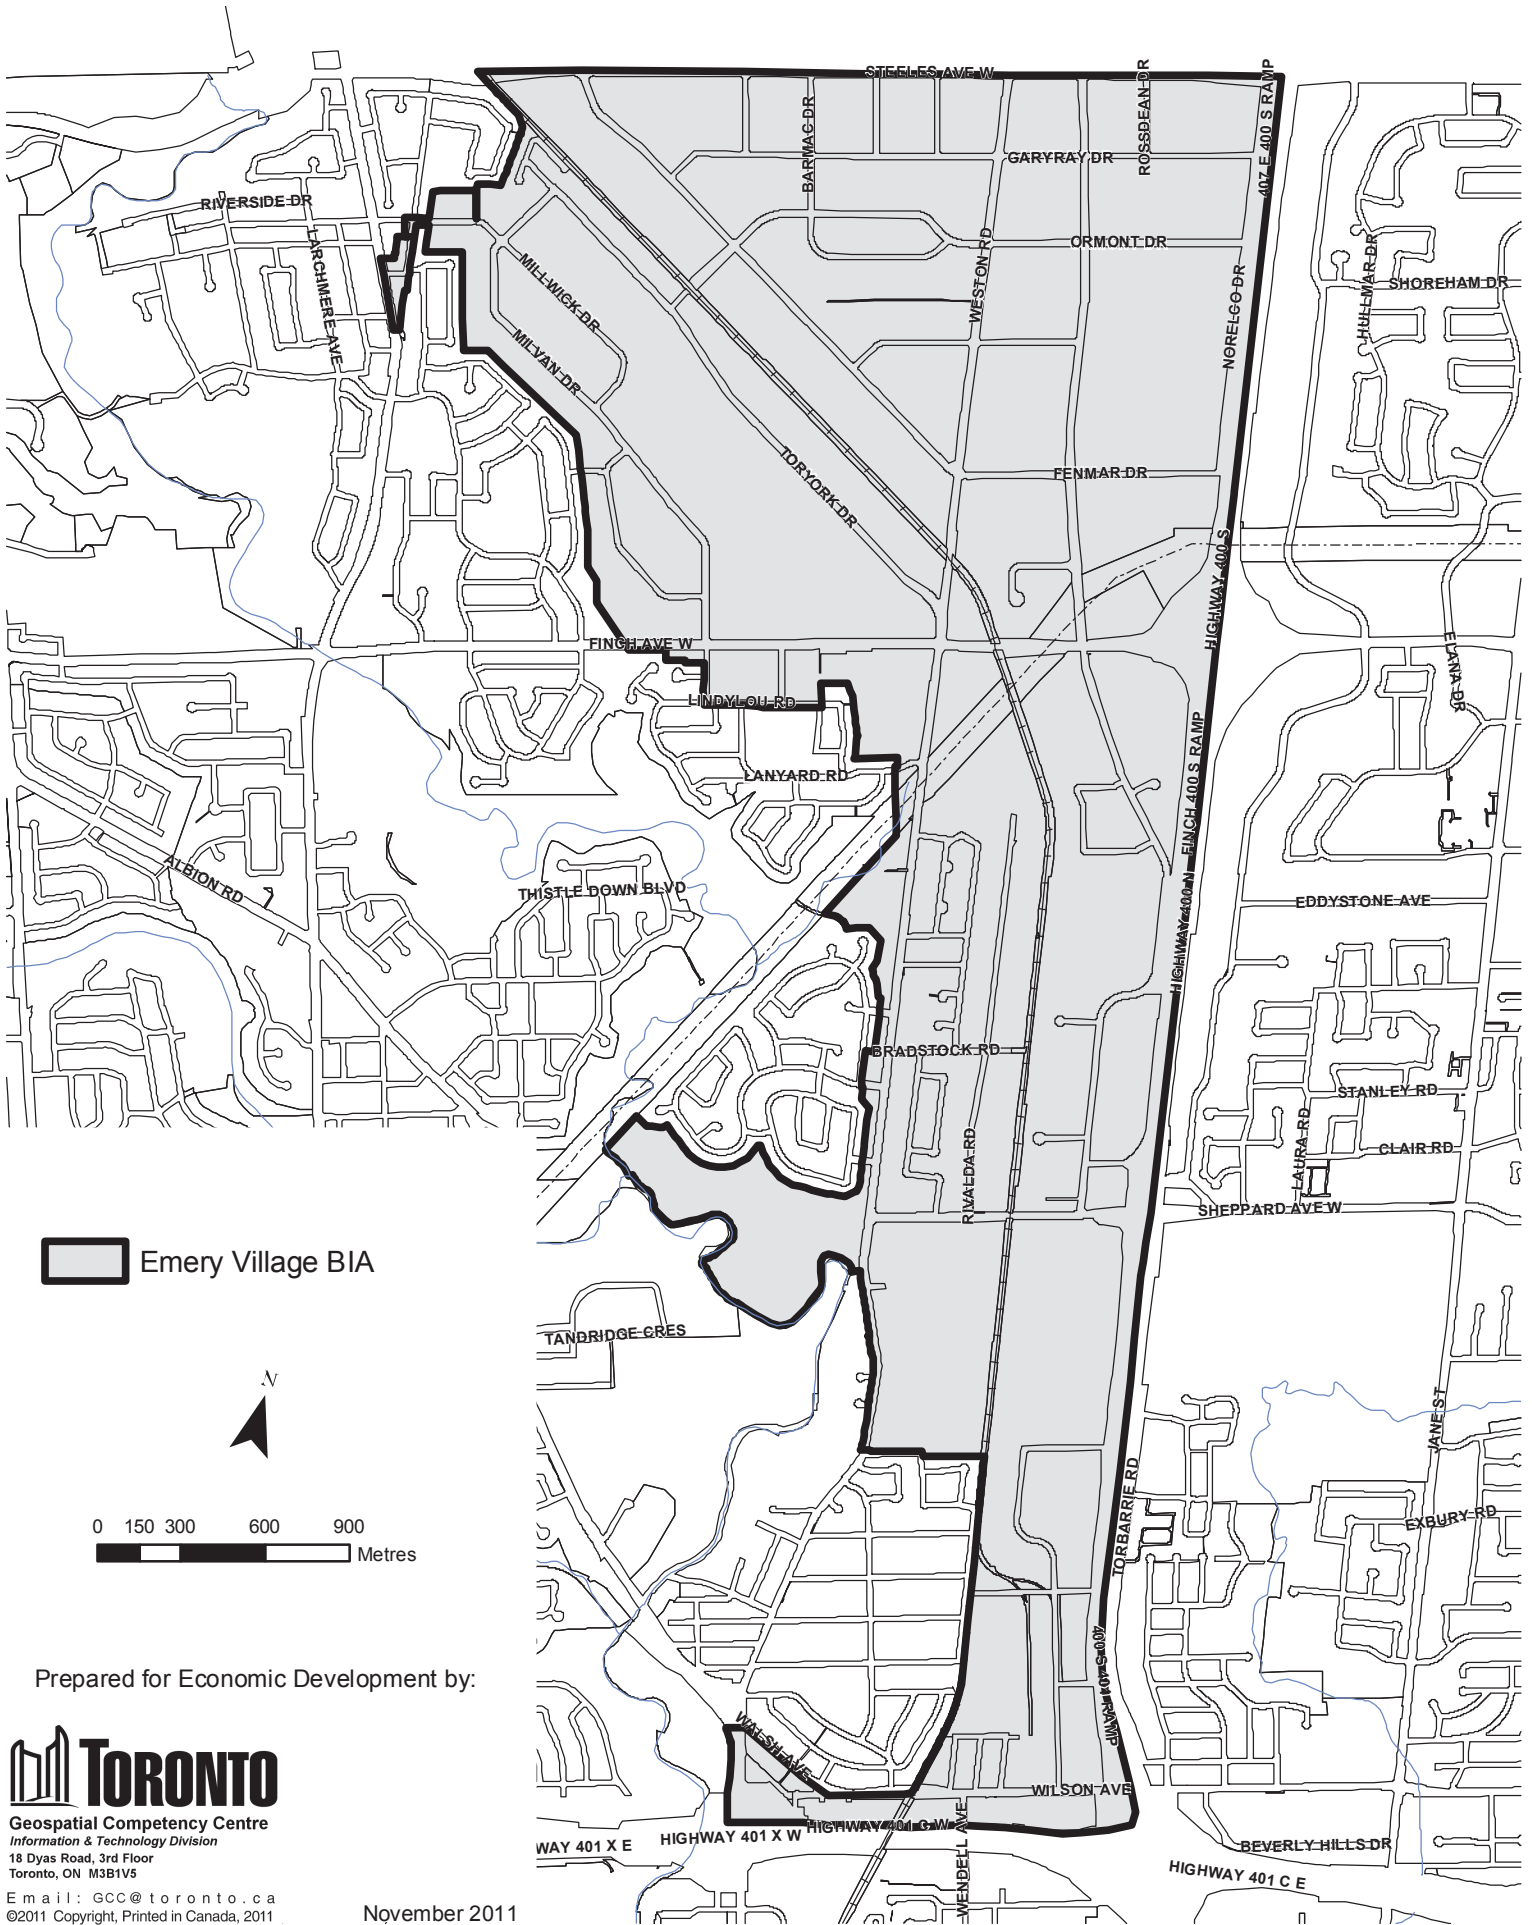 STEELES AVE W
BARMAC DR
ROSSDEAN DR
407 E 400 S RAMP
GARYRAY DR
RIVERSIDE DR
LARCHMERE AVE
WESTON RD
ORMONT DR
HULLMAR DR
SHOREHAM DR
MILLWICK DR
NORELCO DR
MILVAN DR
TORYORK DR
FENMAR DR
HIGHWAY 400 S
FINCH AVE W
ELANA DR
LINDYLOU RD
LANYARD RD
FINCH 400 S RAMP
ALBION RD
THISTLE DOWN BLVD
EDDYSTONE AVE
HIGHWAY 400 N
BRADSTOCK RD
STANLEY RD
LAURA RD
CLAIR RD
RIVALDA RD
SHEPPARD AVE W
Emery Village BIA
TANDRIDGE CRES
N
JANE ST
TORBARRIE RD
EXBURY RD
0 150 300 600 900
Metres
400 S 401 RAMP
Prepared for Economic Development by:
WALSH AVE
WILSON AVE
TORONTO
Geospatial Competency Centre
Information & Technology Division
18 Dyas Road, 3rd Floor
Toronto, ON M3B1V5
Email: GCC@toronto.ca
©2011 Copyright, Printed in Canada, 2011
November 2011
WAY 401 X E
HIGHWAY 401 X W
HIGHWAY 401 C W
WENDELL AVE
BEVERLY HILLS DR
HIGHWAY 401 C E